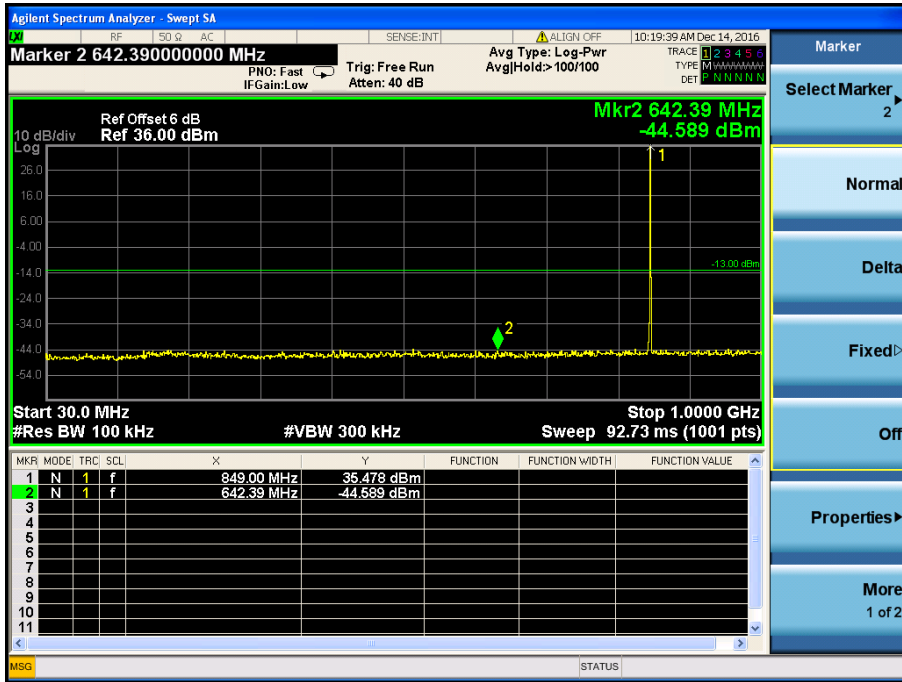 Agilent Spectrum Analyzer - Swept SA
LXI RF 50 Ω AC SENSE:INT ALIGN OFF 10:19:39 AM Dec 14, 2016
Marker 2 642.390000000 MHz
PNO: Fast
IFGain:Low
Trig: Free Run
Atten: 40 dB
Avg Type: Log-Pwr
Avg|Hold:> 100/100
TRACE 1 2 3 4 5 6
TYPE M
DET P N N N N N
Mkr2 642.39 MHz
-44.589 dBm
Ref Offset 6 dB
10 dB/div Ref 36.00 dBm
Log
1
26.0
16.0
6.00
-4.00
-13.00 dBm
-14.0
-24.0
-34.0
2
-44.0
-54.0
Start 30.0 MHz Stop 1.0000 GHz
#Res BW 100 kHz #VBW 300 kHz Sweep 92.73 ms (1001 pts)
MKR MODE TRC SCL X Y FUNCTION FUNCTION WIDTH FUNCTION VALUE
1 N 1 f 849.00 MHz 35.478 dBm
2 N 1 f 642.39 MHz -44.589 dBm
3
4
5
6
7
8
9
10
11
MSG STATUS
Marker
Select Marker
2
Normal
Delta
Fixed
Off
Properties
More
1 of 2